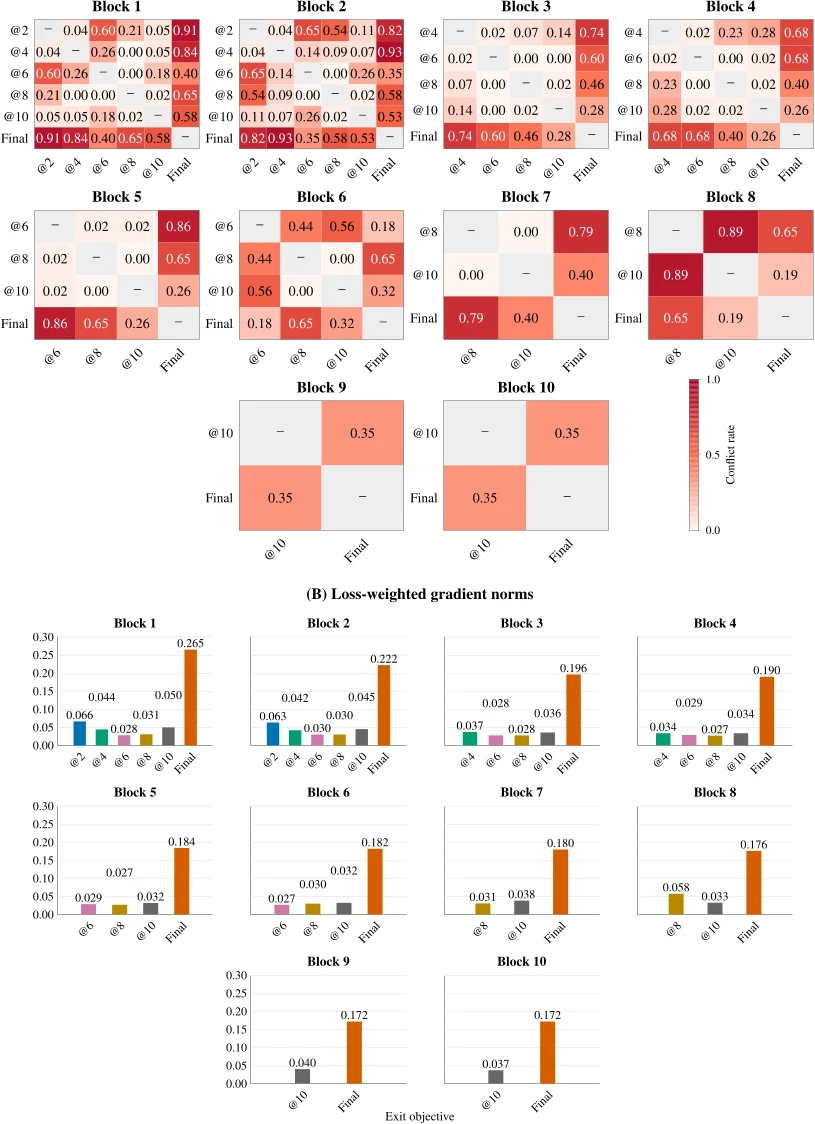 Block 1 Block 2 Block 3 Block 4
@2 – 0.04 0.60 0.21 0.05 0.91
@4 0.04 – 0.26 0.00 0.05 0.84
@6 0.60 0.26 – 0.00 0.18 0.40
@8 0.21 0.00 0.00 – 0.02 0.65
@10 0.05 0.05 0.18 0.02 – 0.58
Final 0.91 0.84 0.40 0.65 0.58 –
@2 @4 @6 @8 @10 Final
@2 – 0.04 0.65 0.54 0.11 0.82
@4 0.04 – 0.14 0.09 0.07 0.93
@6 0.65 0.14 – 0.00 0.26 0.35
@8 0.54 0.09 0.00 – 0.02 0.58
@10 0.11 0.07 0.26 0.02 – 0.53
Final 0.82 0.93 0.35 0.58 0.53 –
@2 @4 @6 @8 @10 Final
@4 – 0.02 0.07 0.14 0.74
@6 0.02 – 0.00 0.00 0.60
@8 0.07 0.00 – 0.02 0.46
@10 0.14 0.00 0.02 – 0.28
Final 0.74 0.60 0.46 0.28 –
@4 @6 @8 @10 Final
@4 – 0.02 0.23 0.28 0.68
@6 0.02 – 0.00 0.02 0.68
@8 0.23 0.00 – 0.02 0.40
@10 0.28 0.02 0.02 – 0.26
Final 0.68 0.68 0.40 0.26 –
@4 @6 @8 @10 Final
Block 5 Block 6 Block 7 Block 8
@6 – 0.02 0.02 0.86
@8 0.02 – 0.00 0.65
@10 0.02 0.00 – 0.26
Final 0.86 0.65 0.26 –
@6 @8 @10 Final
@6 – 0.44 0.56 0.18
@8 0.44 – 0.00 0.65
@10 0.56 0.00 – 0.32
Final 0.18 0.65 0.32 –
@6 @8 @10 Final
@8 – 0.00 0.79
@10 0.00 – 0.40
Final 0.79 0.40 –
@8 @10 Final
@8 – 0.89 0.65
@10 0.89 – 0.19
Final 0.65 0.19 –
@8 @10 Final
Block 9 Block 10
@10 – 0.35
Final 0.35 –
@10 Final
@10 – 0.35
Final 0.35 –
@10 Final
1.0
0.5
0.0
Conflict rate
(B) Loss-weighted gradient norms
Block 1 Block 2 Block 3 Block 4
0.30
0.25
0.20
0.15
0.10
0.05
0.00
0.066 0.044 0.028 0.031 0.050 0.265
@2 @4 @6 @8 @10 Final
0.063 0.042 0.030 0.030 0.045 0.222
@2 @4 @6 @8 @10 Final
0.037 0.028 0.028 0.036 0.196
@4 @6 @8 @10 Final
0.034 0.029 0.027 0.034 0.190
@4 @6 @8 @10 Final
Block 5 Block 6 Block 7 Block 8
0.30
0.25
0.20
0.15
0.10
0.05
0.00
0.029 0.027 0.032 0.184
@6 @8 @10 Final
0.027 0.030 0.032 0.182
@6 @8 @10 Final
0.031 0.038 0.180
@8 @10 Final
0.058 0.033 0.176
@8 @10 Final
Block 9 Block 10
0.30
0.25
0.20
0.15
0.10
0.05
0.00
0.040 0.172
@10 Final
0.037 0.172
@10 Final
Exit objective